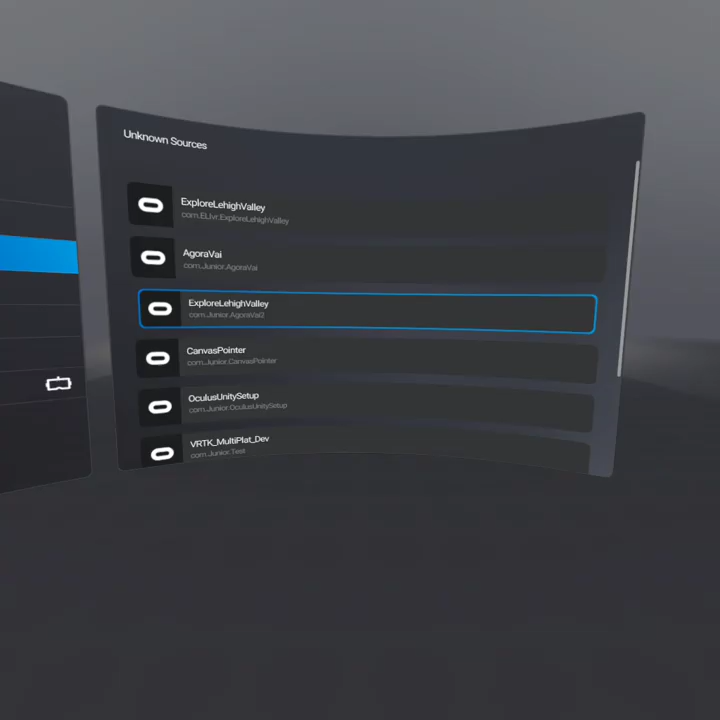 Unknown Sources
ExploreLehighValley
com.ELIvr.ExploreLehighValley
AgoraVai
com.Junior.AgoraVai
ExploreLehighValley
com.Junior.AgoraVai2
CanvasPointer
com.Junior.CanvasPointer
OculusUnitySetup
com.Junior.OculusUnitySetup
VRTK_MultiPlat_Dev
com.Junior.Test